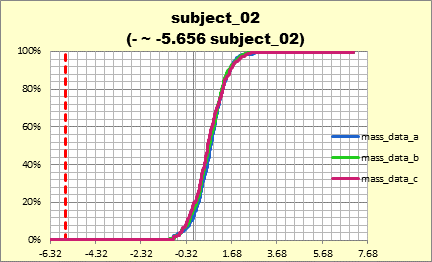 subject_02
(- ~ -5.656 subject_02)
100%
80%
60%
40%
20%
0%
mass_data_a
mass_data_b
mass_data_c
-6.32 -4.32 -2.32 -0.32 1.68 3.68 5.68 7.68